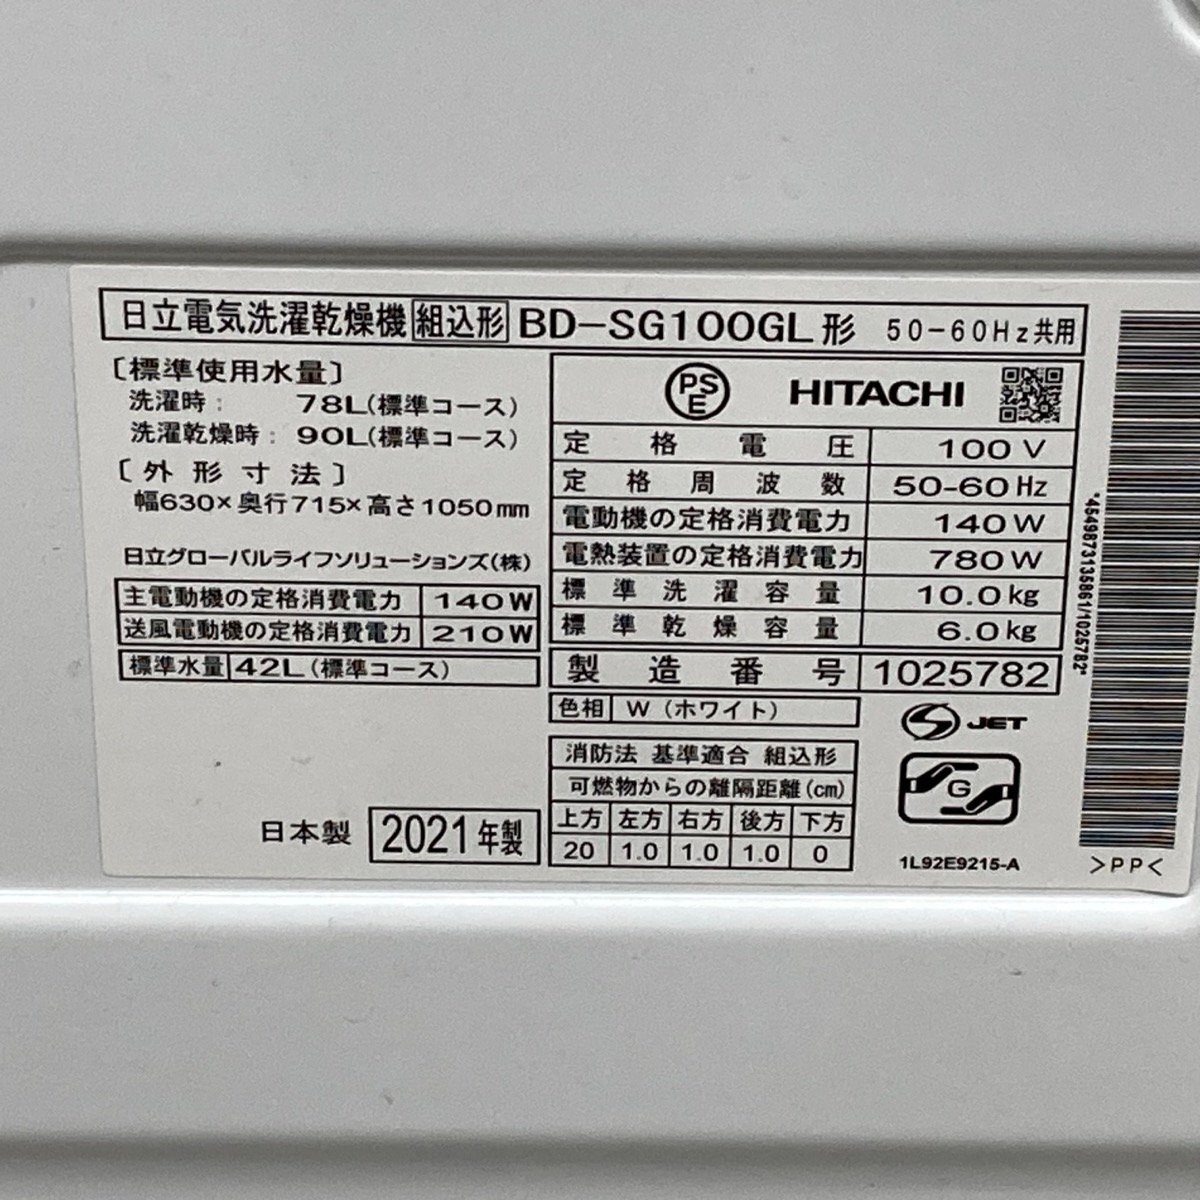 日立電気洗濯乾燥機 組込形 BD-SG100GL形 50-60Hz共用
〔標準使用水量〕
洗濯時: 78L(標準コース)
洗濯乾燥時: 90L(標準コース)
〔外形寸法〕
幅630×奥行715×高さ1050mm
日立グローバルライフソリューションズ(株)
主電動機の定格消費電力 140W
送風電動機の定格消費電力 210W
標準水量 42L(標準コース)
日本製 2021年製
PSE HITACHI
定格電圧 100V
定格周波数 50-60Hz
電動機の定格消費電力 140W
電熱装置の定格消費電力 780W
標準洗濯容量 10.0kg
標準乾燥容量 6.0kg
製造番号 1025782
色相 W(ホワイト)
消防法 基準適合 組込形
可燃物からの離隔距離(cm)
上方 左方 右方 後方 下方
20 1.0 1.0 1.0 0
S JET
G
1L92E9215-A
*4549873135861/1025782*
>PP<